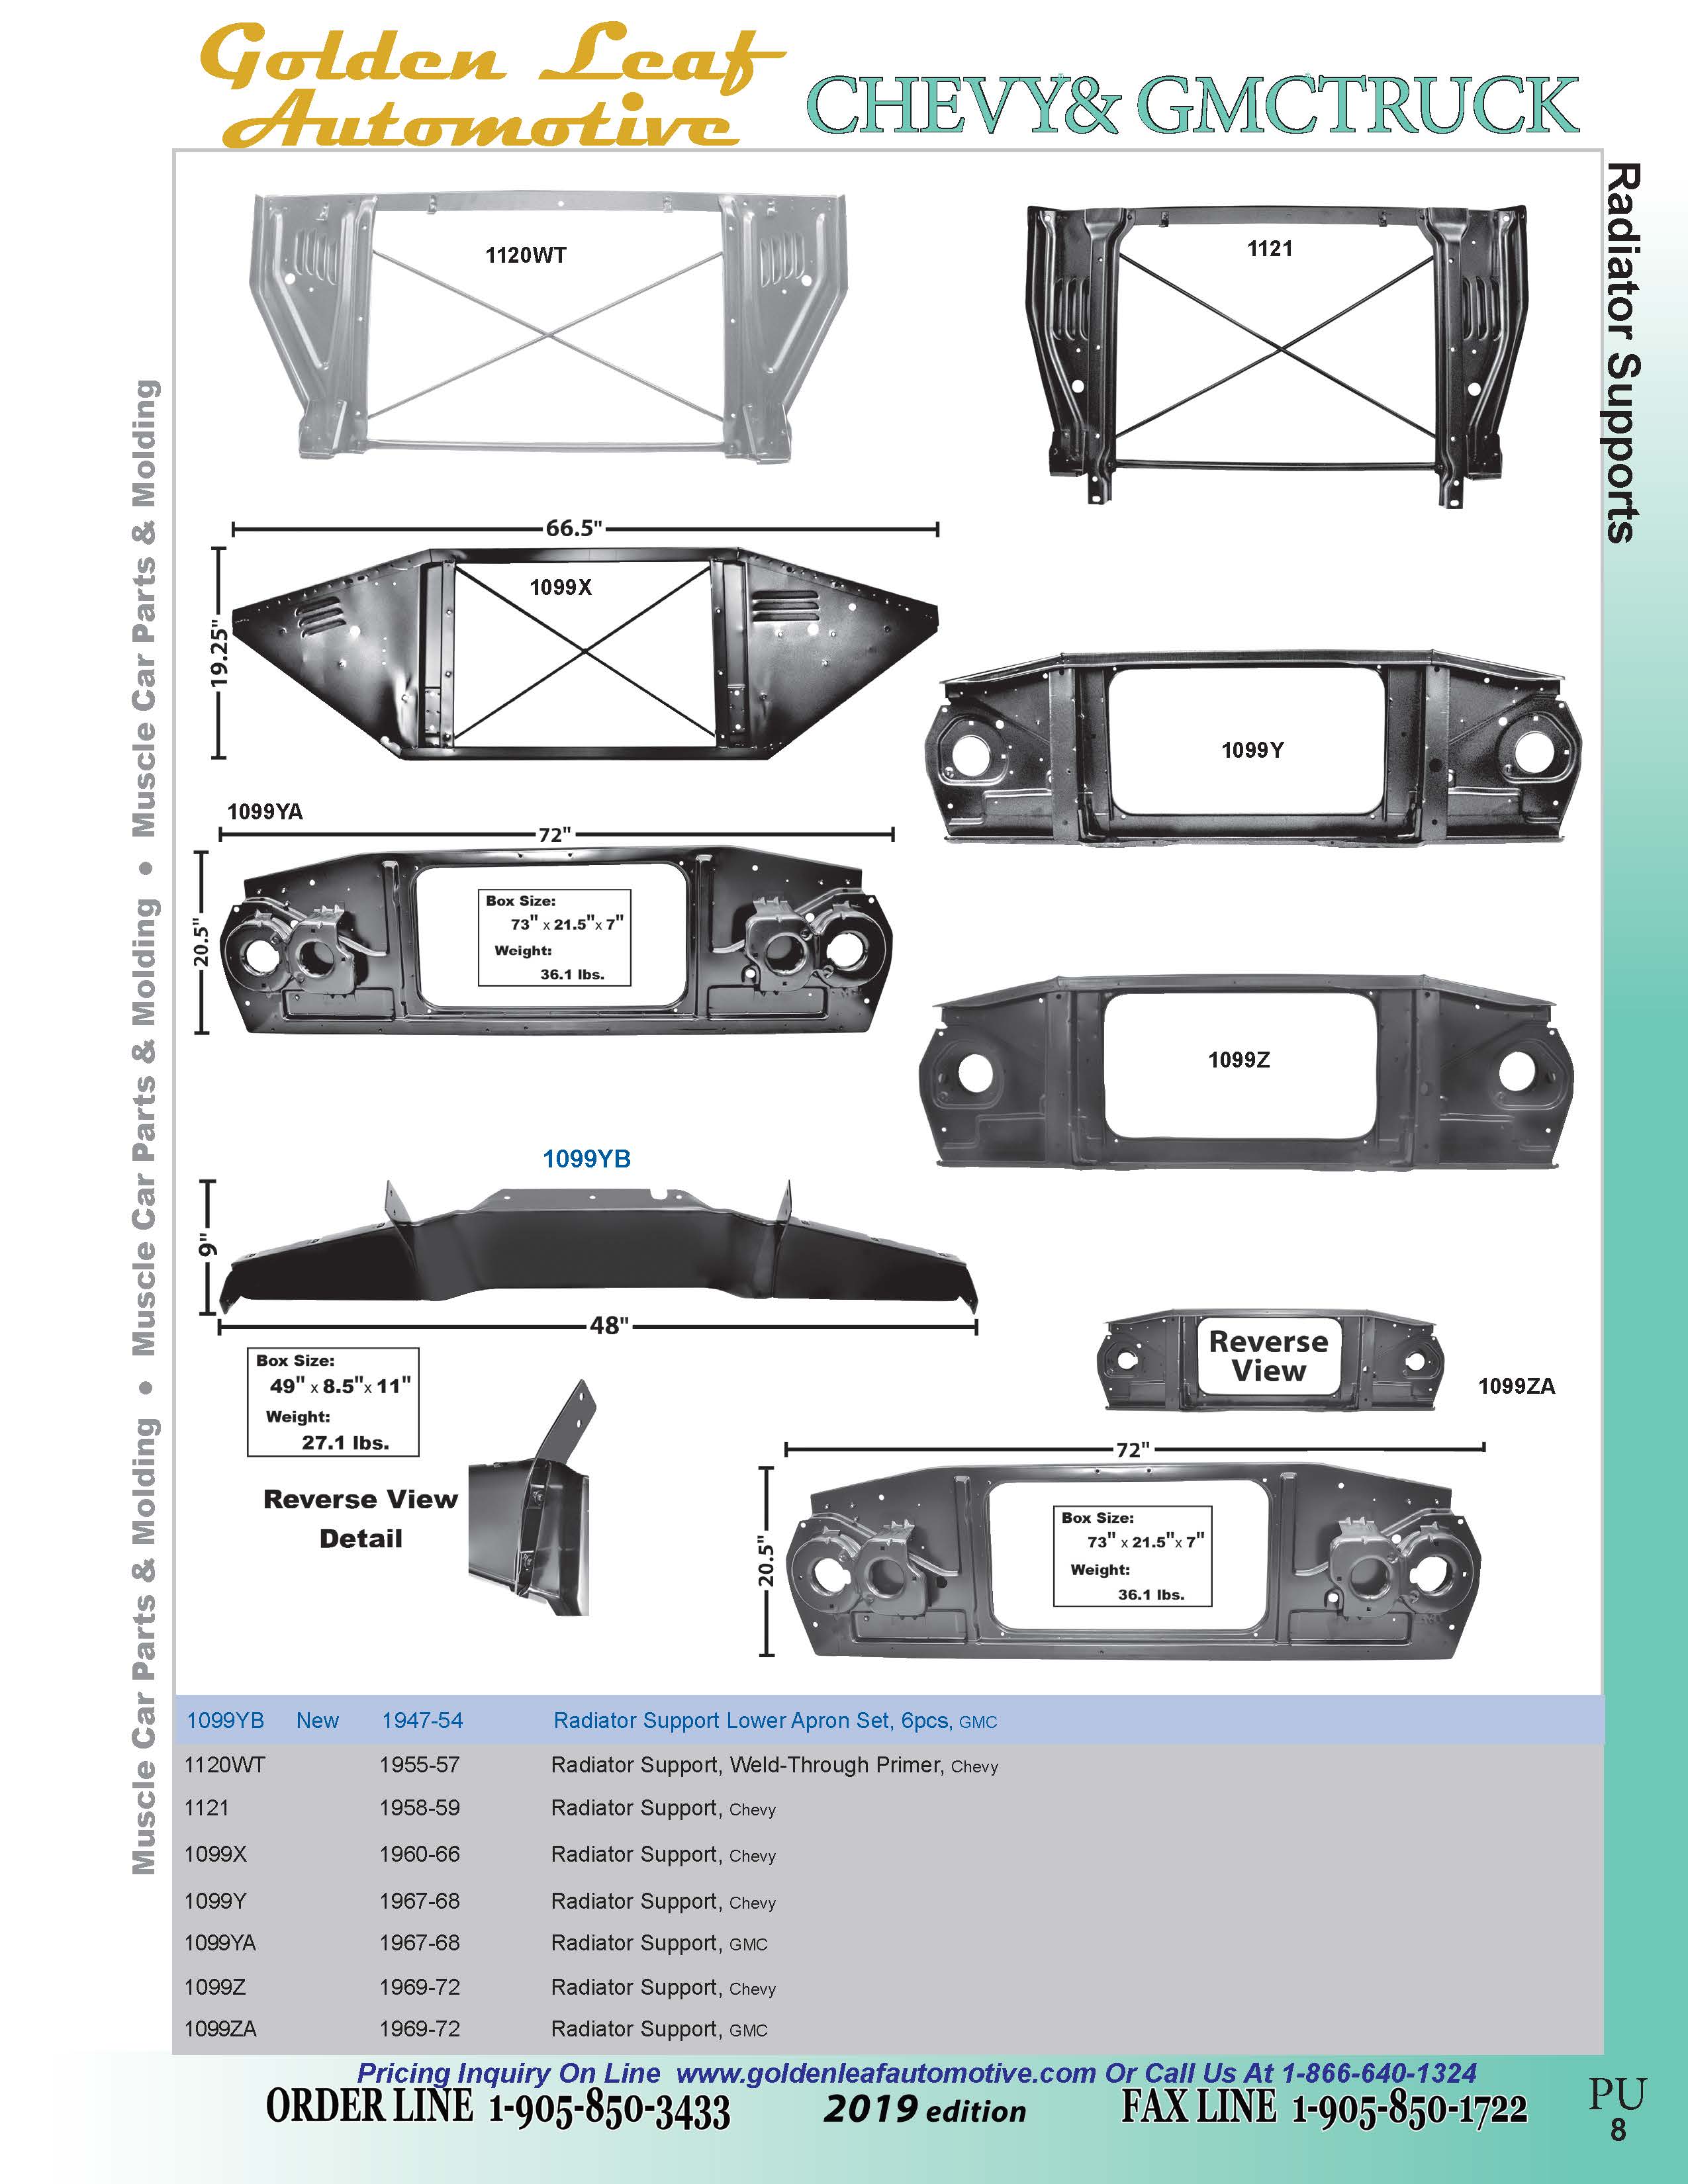 Golden Leaf
Automotive
CHEVY& GMCTRUCK
Radiator Supports
Muscle Car Parts & Molding • Muscle Car Parts & Molding • Muscle Car Parts & Molding
1120WT
1121
66.5"
1099X
19.25"
1099Y
1099YA
72"
20.5"
Box Size:
73" x 21.5"x 7"
Weight:
36.1 lbs.
1099Z
1099YB
9"
48"
Box Size:
49" x 8.5"x 11"
Weight:
27.1 lbs.
Reverse View
Detail
Reverse
View
1099ZA
72"
20.5"
Box Size:
73" x 21.5"x 7"
Weight:
36.1 lbs.
1099YB New 1947-54 Radiator Support Lower Apron Set, 6pcs, GMC
1120WT 1955-57 Radiator Support, Weld-Through Primer, Chevy
1121 1958-59 Radiator Support, Chevy
1099X 1960-66 Radiator Support, Chevy
1099Y 1967-68 Radiator Support, Chevy
1099YA 1967-68 Radiator Support, GMC
1099Z 1969-72 Radiator Support, Chevy
1099ZA 1969-72 Radiator Support, GMC
Pricing Inquiry On Line www.goldenleafautomotive.com Or Call Us At 1-866-640-1324
ORDER LINE 1-905-850-3433 2019 edition FAX LINE 1-905-850-1722
PU
8